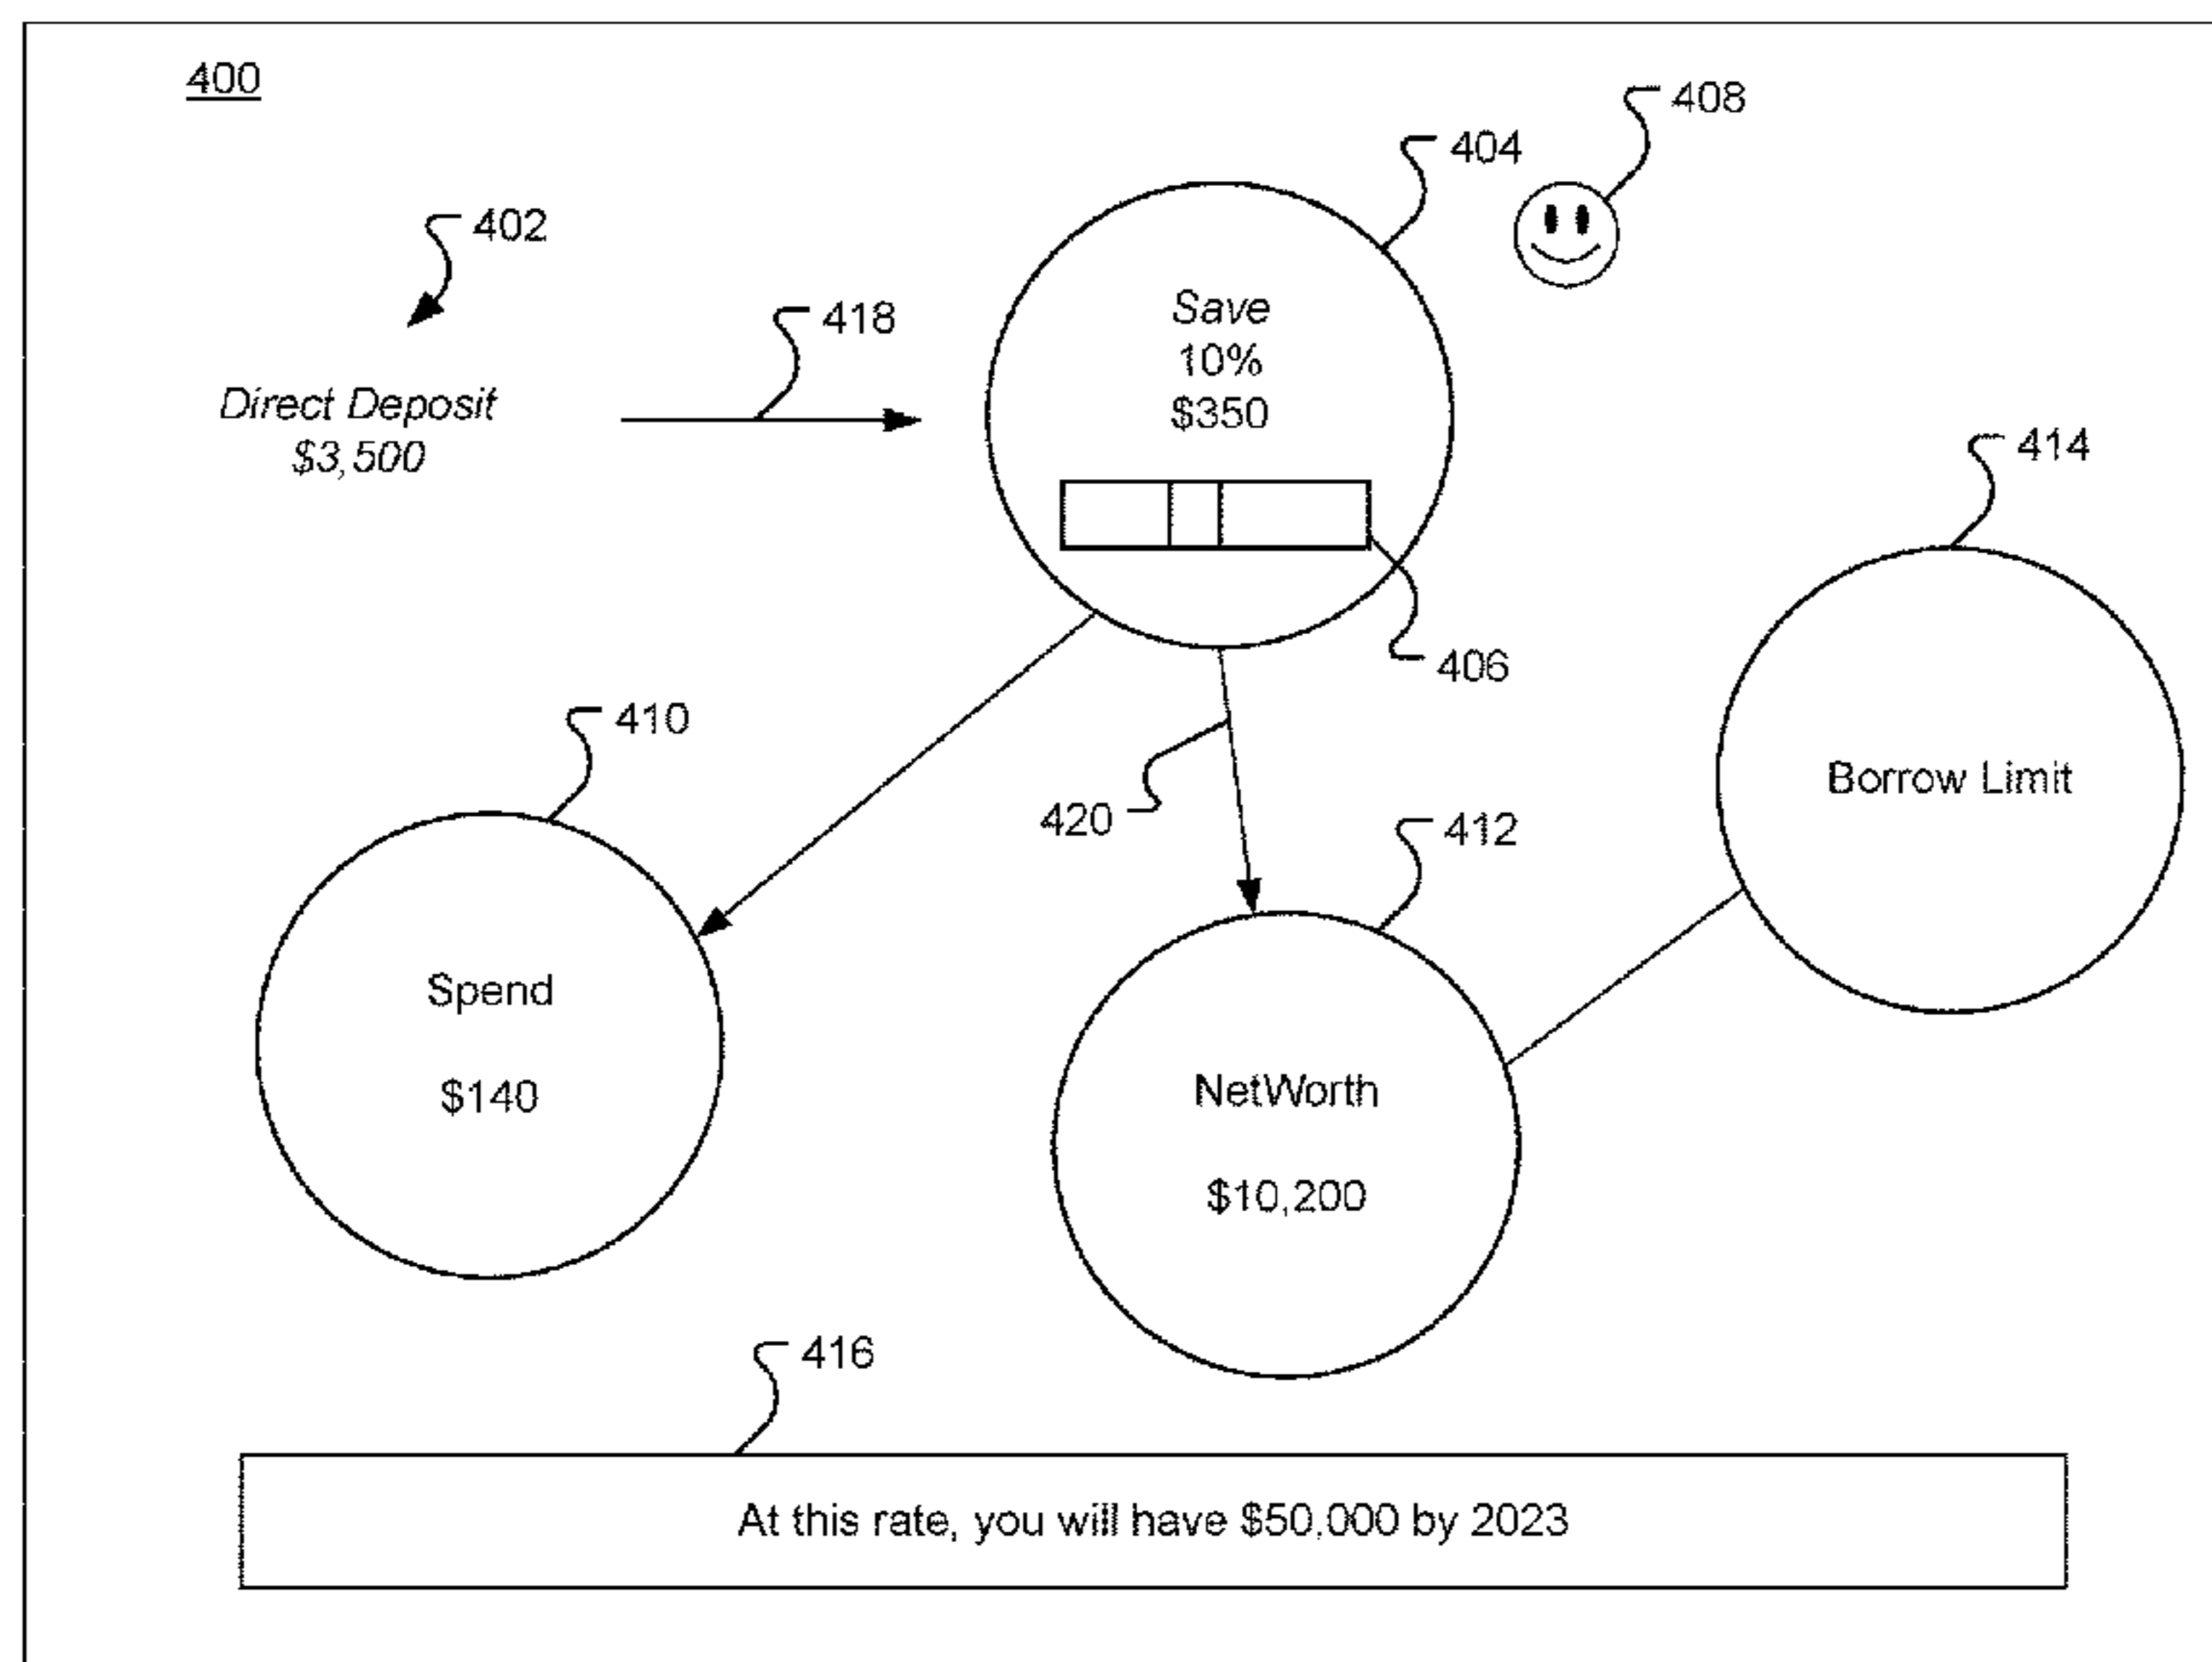 400
408
404
402
418
Save
10%
$350
Direct Deposit
$3,500
414
406
410
420
412
Borrow Limit
Spend
$140
NetWorth
$10,200
416
At this rate, you will have $50,000 by 2023